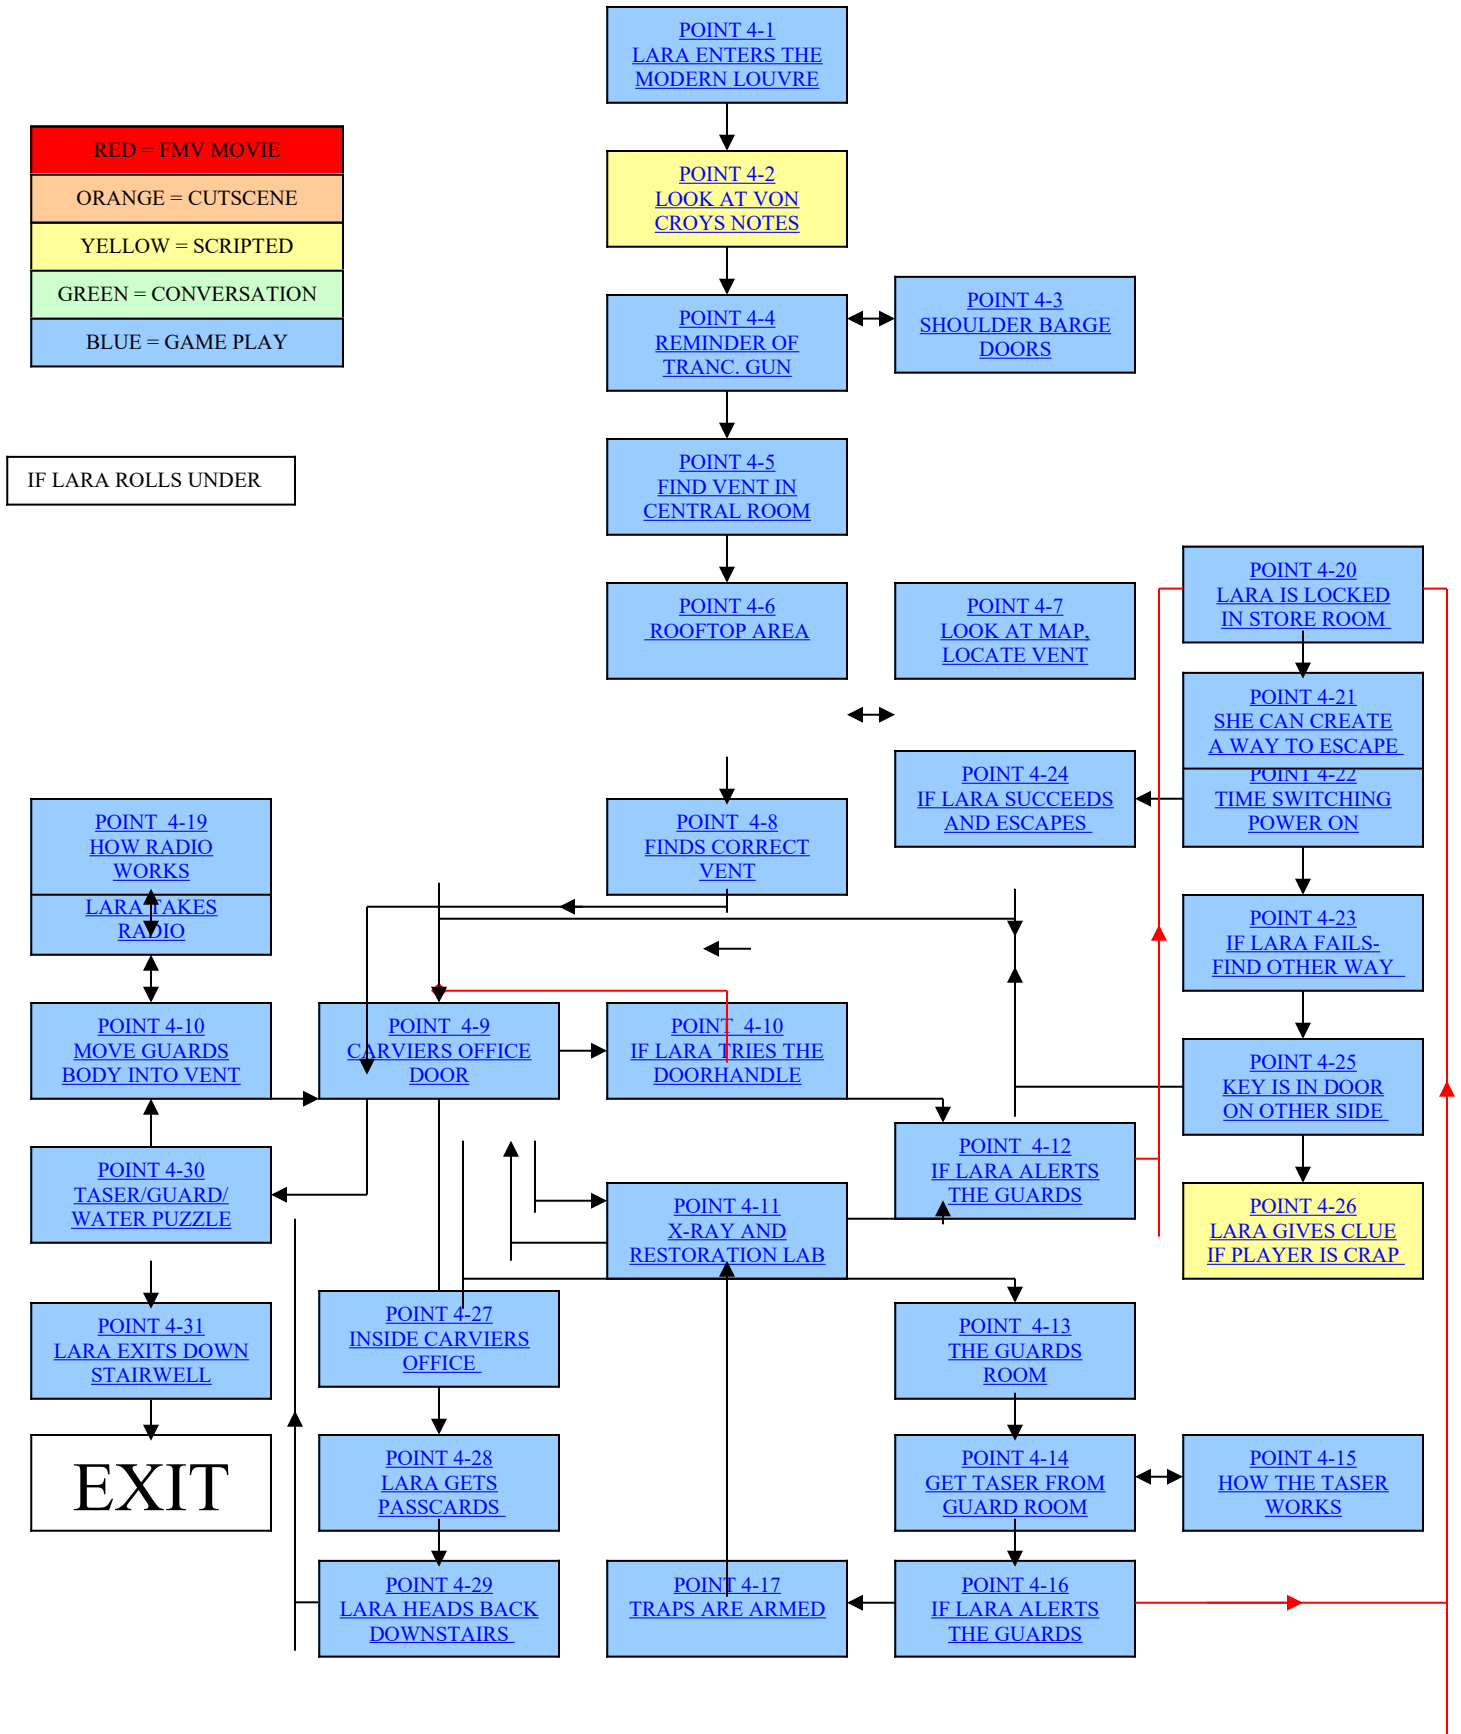 POINT 4-1
LARA ENTERS THE
MODERN LOUVRE
RED = FMV MOVIE
ORANGE = CUTSCENE
YELLOW = SCRIPTED
GREEN = CONVERSATION
BLUE = GAME PLAY
POINT 4-2
LOOK AT VON
CROYS NOTES
POINT 4-4
REMINDER OF
TRANC. GUN
POINT 4-3
SHOULDER BARGE
DOORS
POINT 4-5
FIND VENT IN
CENTRAL ROOM
IF LARA ROLLS UNDER
POINT 4-6
ROOFTOP AREA
POINT 4-7
LOOK AT MAP,
LOCATE VENT
POINT 4-20
LARA IS LOCKED
IN STORE ROOM
POINT 4-21
SHE CAN CREATE
A WAY TO ESCAPE
POINT 4-24
IF LARA SUCCEEDS
AND ESCAPES
POINT 4-22
TIME SWITCHING
POWER ON
POINT 4-19
HOW RADIO
WORKS
LARA TAKES
RADIO
POINT 4-8
FINDS CORRECT
VENT
POINT 4-23
IF LARA FAILS-
FIND OTHER WAY
POINT 4-10
MOVE GUARDS
BODY INTO VENT
POINT 4-9
CARVIERS OFFICE
DOOR
POINT 4-10
IF LARA TRIES THE
DOORHANDLE
POINT 4-25
KEY IS IN DOOR
ON OTHER SIDE
POINT 4-12
IF LARA ALERTS
THE GUARDS
POINT 4-30
TASER/GUARD/
WATER PUZZLE
POINT 4-11
X-RAY AND
RESTORATION LAB
POINT 4-26
LARA GIVES CLUE
IF PLAYER IS CRAP
POINT 4-31
LARA EXITS DOWN
STAIRWELL
POINT 4-27
INSIDE CARVIERS
OFFICE
POINT 4-13
THE GUARDS
ROOM
EXIT
POINT 4-28
LARA GETS
PASSCARDS
POINT 4-14
GET TASER FROM
GUARD ROOM
POINT 4-15
HOW THE TASER
WORKS
POINT 4-29
LARA HEADS BACK
DOWNSTAIRS
POINT 4-17
TRAPS ARE ARMED
POINT 4-16
IF LARA ALERTS
THE GUARDS